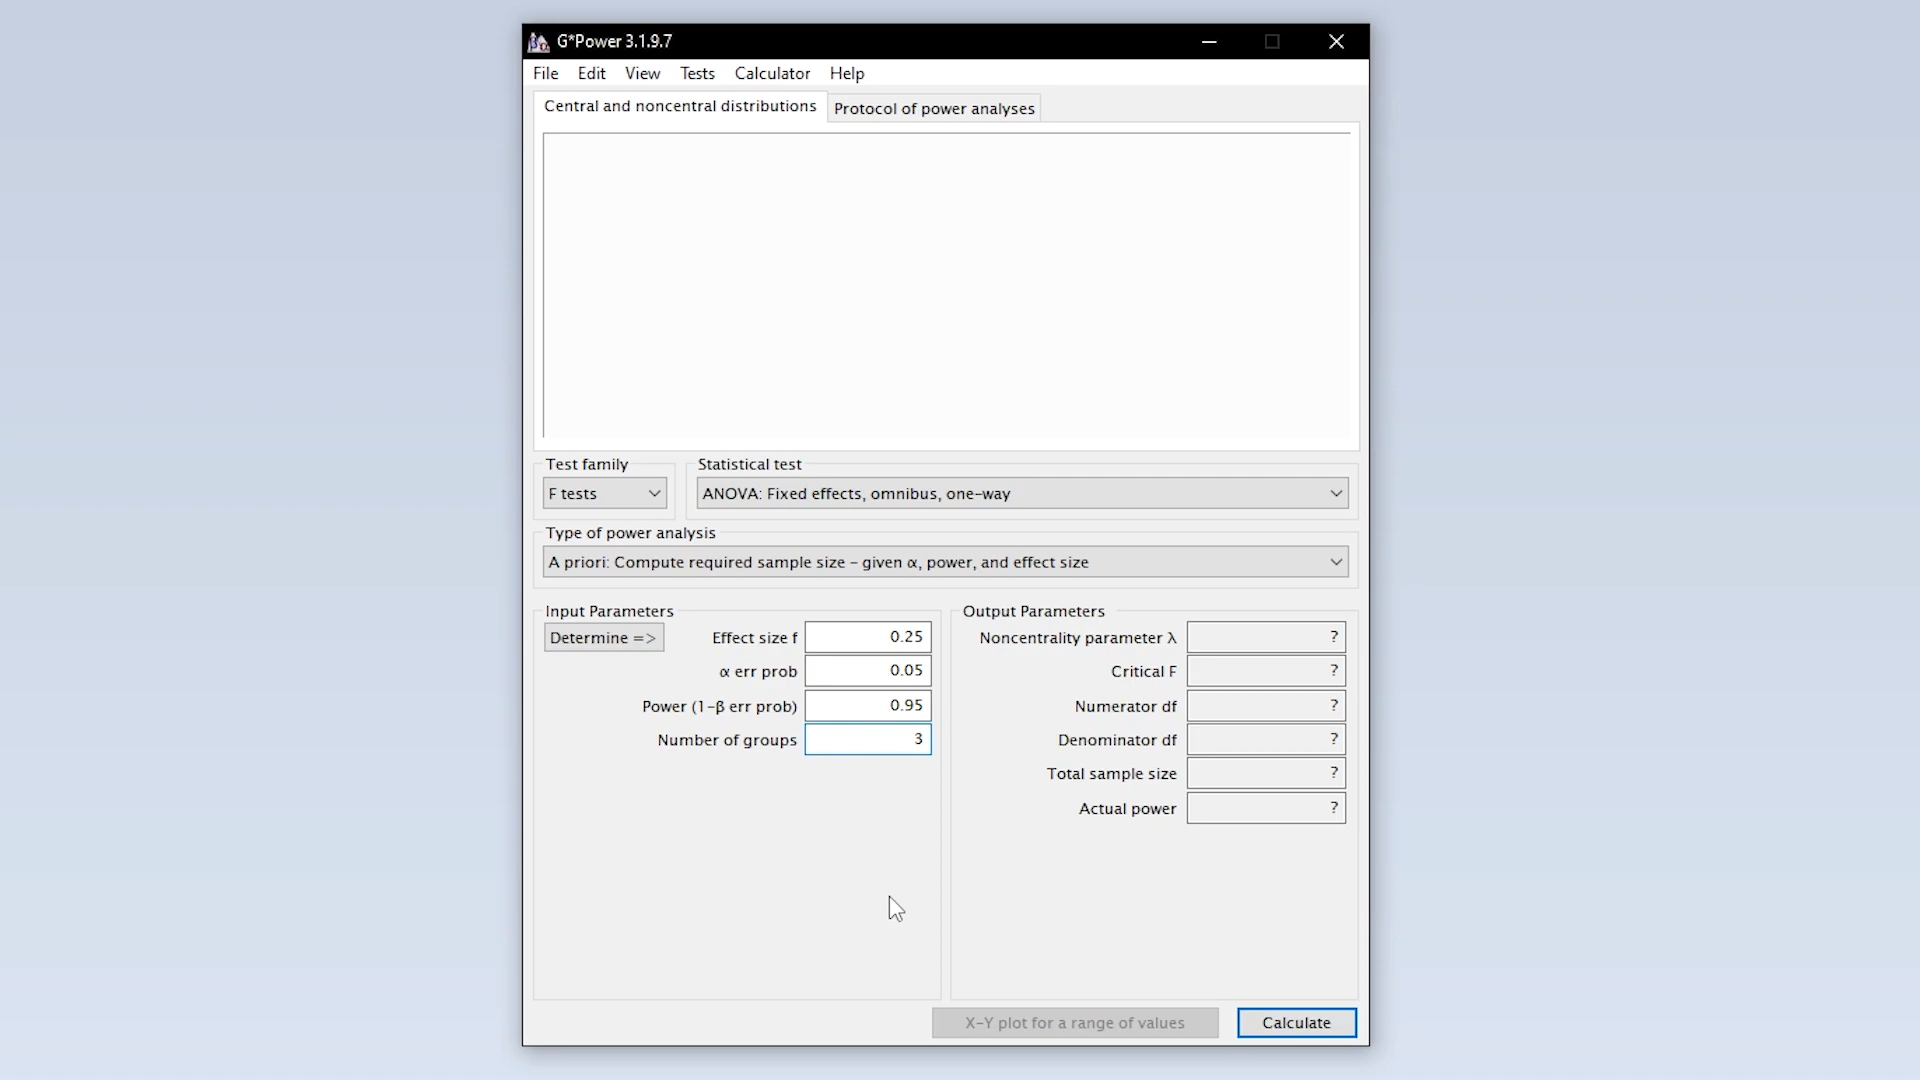 G*Power 3.1.9.7
File Edit View Tests Calculator Help
Central and noncentral distributions Protocol of power analyses
Test family Statistical test
F tests ANOVA: Fixed effects, omnibus, one-way
Type of power analysis
A priori: Compute required sample size – given α, power, and effect size
Input Parameters Output Parameters
Determine => Effect size f 0.25 Noncentrality parameter λ ?
α err prob 0.05 Critical F ?
Power (1-β err prob) 0.95 Numerator df ?
Number of groups 3 Denominator df ?
Total sample size ?
Actual power ?
X-Y plot for a range of values Calculate